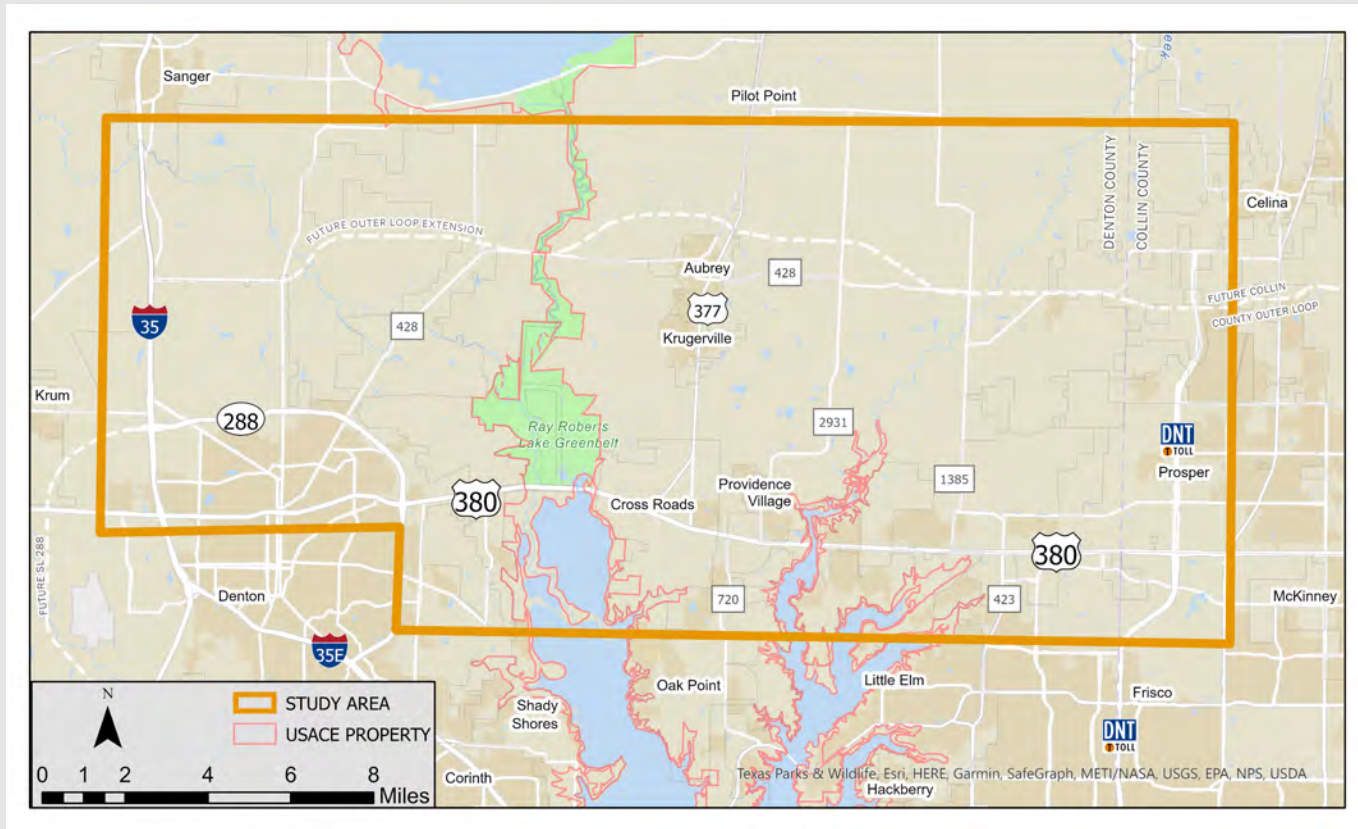 Sanger
Pilot Point
eek
DENTON COUNTY
COLLIN COUNTY
Celina
FUTURE OUTER LOOP EXTENSION
Aubrey
428
377
Krugerville
FUTURE COLLIN
COUNTY OUTER LOOP
35
428
Krum
288
Ray Roberts
Lake Greenbelt
2931
DNT
TOLL
Prosper
1385
Providence
Village
380
Cross Roads
380
FUTURE SL 288
Denton
720
423
McKinney
35E
Oak Point
Little Elm
Frisco
Shady
Shores
DNT
TOLL
Corinth
Hackberry
Texas Parks & Wildlife, Esri, HERE, Garmin, SafeGraph, METI/NASA, USGS, EPA, NPS, USDA
N
STUDY AREA
USACE PROPERTY
0 1 2 4 6 8
Miles